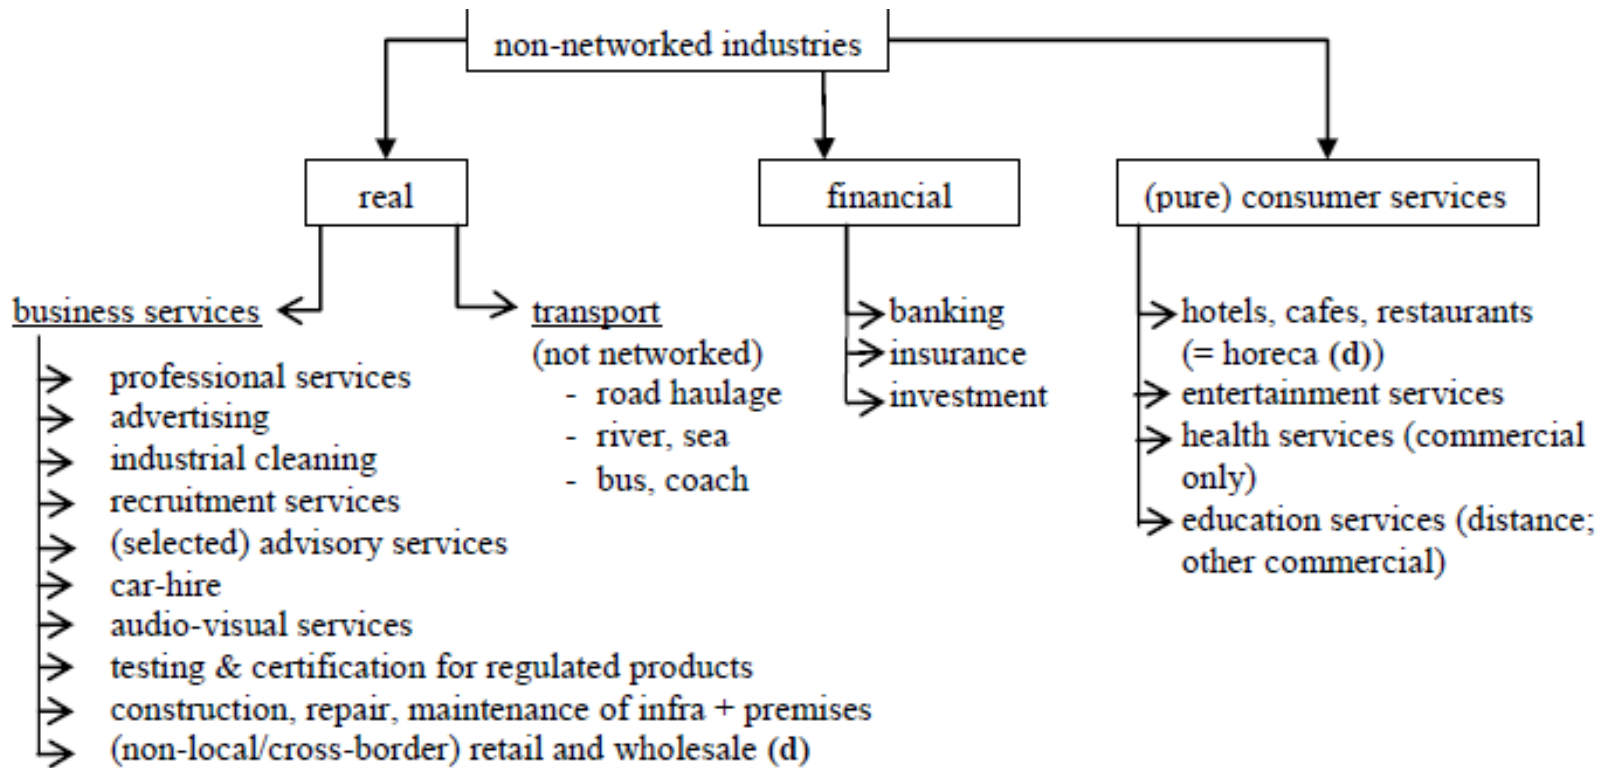 non-networked industries
real
financial
(pure) consumer services
business services
professional services
advertising
industrial cleaning
recruitment services
(selected) advisory services
car-hire
audio-visual services
testing & certification for regulated products
construction, repair, maintenance of infra + premises
(non-local/cross-border) retail and wholesale (d)
transport
(not networked)
- road haulage
- river, sea
- bus, coach
banking
insurance
investment
hotels, cafes, restaurants
(= horeca (d))
entertainment services
health services (commercial
only)
education services (distance;
other commercial)